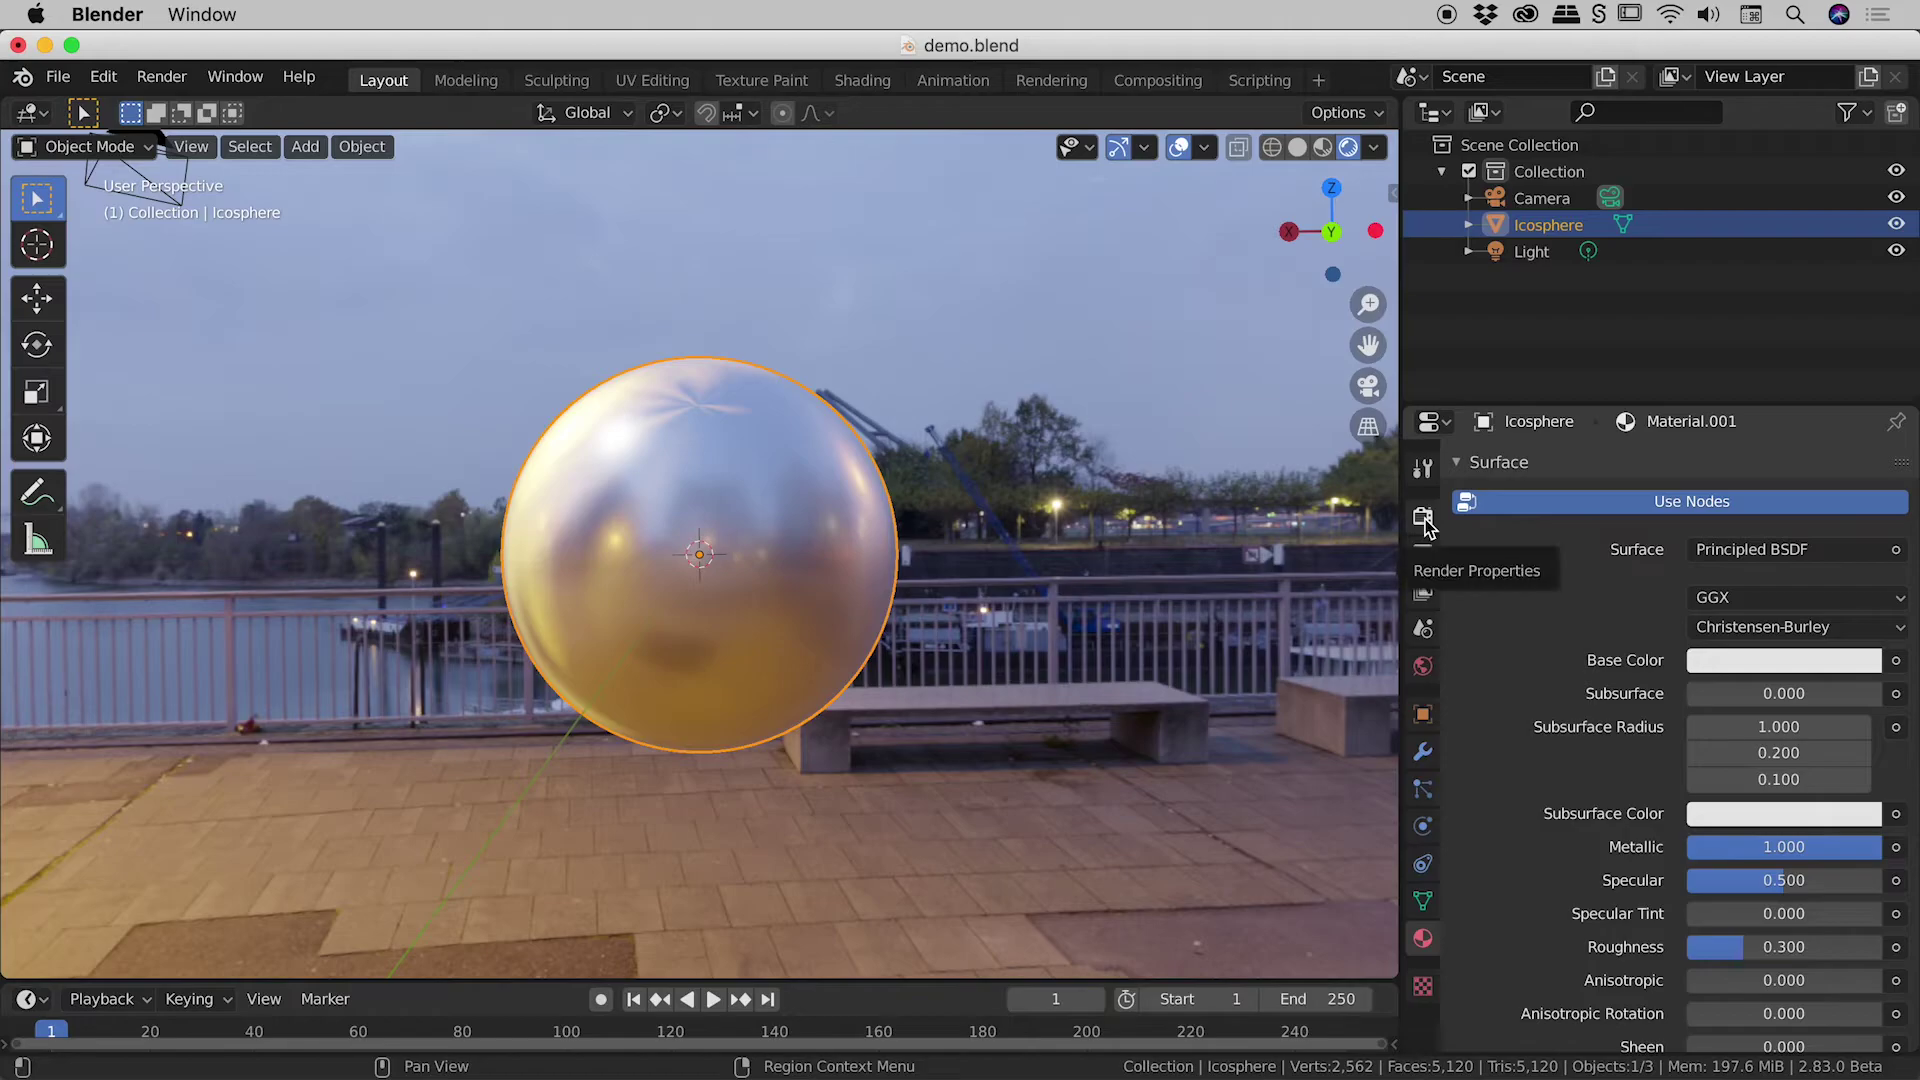 Blender Window
demo.blend
File Edit Render Window Help Layout Modeling Sculpting UV Editing Texture Paint Shading Animation Rendering Compositing Scripting + Scene View Layer
Global Options
Object Mode View Select Add Object
User Perspective
(1) Collection | Icosphere
Z
X Y
Scene Collection
Collection
Camera
Icosphere
Light
Icosphere Material.001
Surface
Use Nodes
Surface Principled BSDF
Render Properties
GGX
Christensen-Burley
Base Color
Subsurface 0.000
Subsurface Radius 1.000
0.200
0.100
Subsurface Color
Metallic 1.000
Specular 0.500
Specular Tint 0.000
Roughness 0.300
Anisotropic 0.000
Anisotropic Rotation 0.000
Sheen 0.000
Playback Keying View Marker 1 Start 1 End 250
1 20 40 60 80 100 120 140 160 180 200 220 240
Pan View Region Context Menu Collection | Icosphere | Verts:2,562 | Faces:5,120 | Tris:5,120 | Objects:1/3 | Mem: 197.6 MiB | 2.83.0 Beta